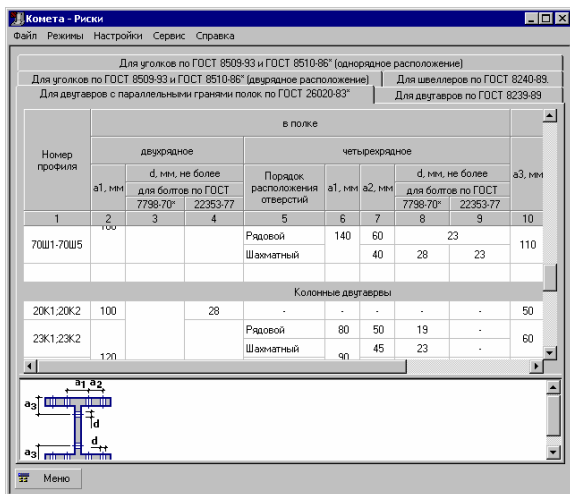 Комета - Риски
Файл Режимы Настройки Сервис Справка
Для уголков по ГОСТ 8509-93 и ГОСТ 8510-86* (однорядное расположение)
Для уголков по ГОСТ 8509-93 и ГОСТ 8510-86* (двурядное расположение) Для швеллеров по ГОСТ 8240-89.
Для двутавров с параллельными гранями полок по ГОСТ 26020-83* Для двутавров по ГОСТ 8239-89
Номер профиля
в полке
двухрядное четырехрядное
a1, мм
d, мм, не более
для болтов по ГОСТ
7798-70* 22353-77
Порядок расположения отверстий
a1, мм a2, мм
d, мм, не более
для болтов по ГОСТ
7798-70* 22353-77
a3, мм
1 2 3 4 5 6 7 8 9 10
70Ш1-70Ш5 100 Рядовой 140 60 23 110
Шахматный 40 28 23
Колонные двутаврвы
20К1;20К2 100 28 - - - - - 50
23К1;23К2 120 Рядовой 80 50 19 - 60
Шахматный 90 45 23 -
a1 a2
a3
d
d
a3
Меню